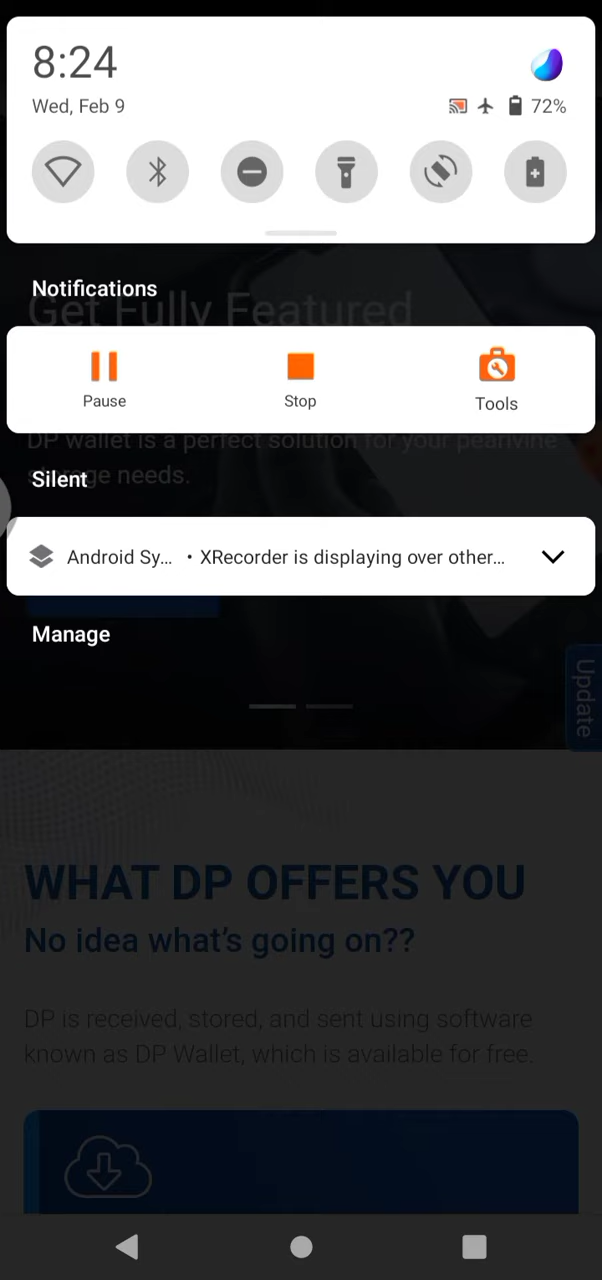 8:24
Wed, Feb 9
72%
Notifications
Get Fully Featured
Pause
Stop
Tools
DP wallet is a perfect solution for your pearlvine
storage needs.
Silent
Android Sy... • XRecorder is displaying over other...
Manage
Update
WHAT DP OFFERS YOU
No idea what's going on??
DP is received, stored, and sent using software
known as DP Wallet, which is available for free.